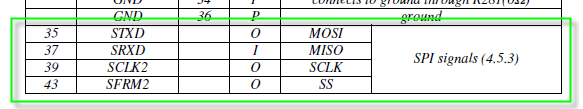 GND 34 P connects to ground through R281(0Ω)
GND 36 P ground
35 STXD O MOSI
37 SRXD I MISO
39 SCLK2 O SCLK
43 SFRM2 O SS
SPI signals (4.5.3)